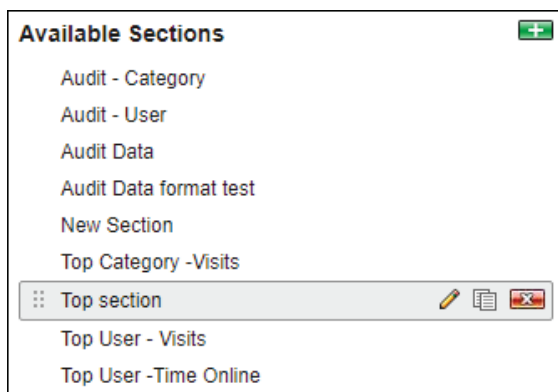 Available Sections
Audit - Category
Audit - User
Audit Data
Audit Data format test
New Section
Top Category -Visits
Top section
Top User - Visits
Top User -Time Online